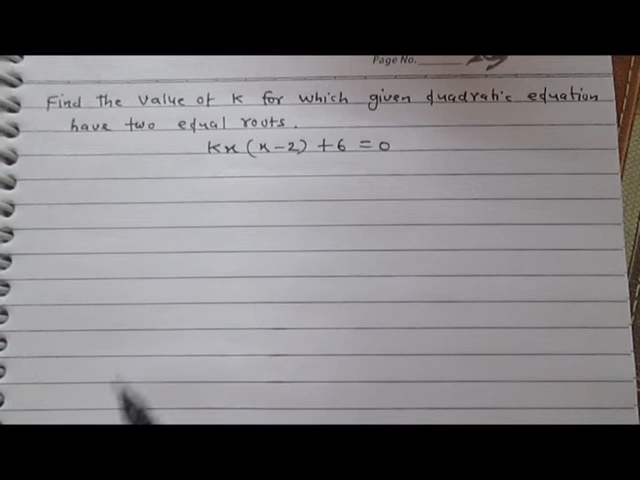 Page No.
Find the value of K for which given quadratic equation
have two equal roots.
Kx(x-2)+6=0